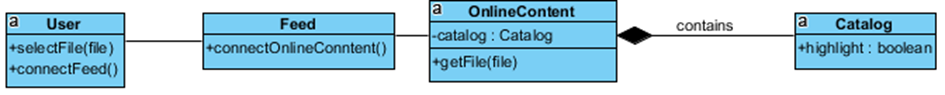 a User
+selectFile(file)
+connectFeed()
Feed
+connectOnlineConntent()
a OnlineContent
-catalog : Catalog
+getFile(file)
contains
a Catalog
+highlight : boolean